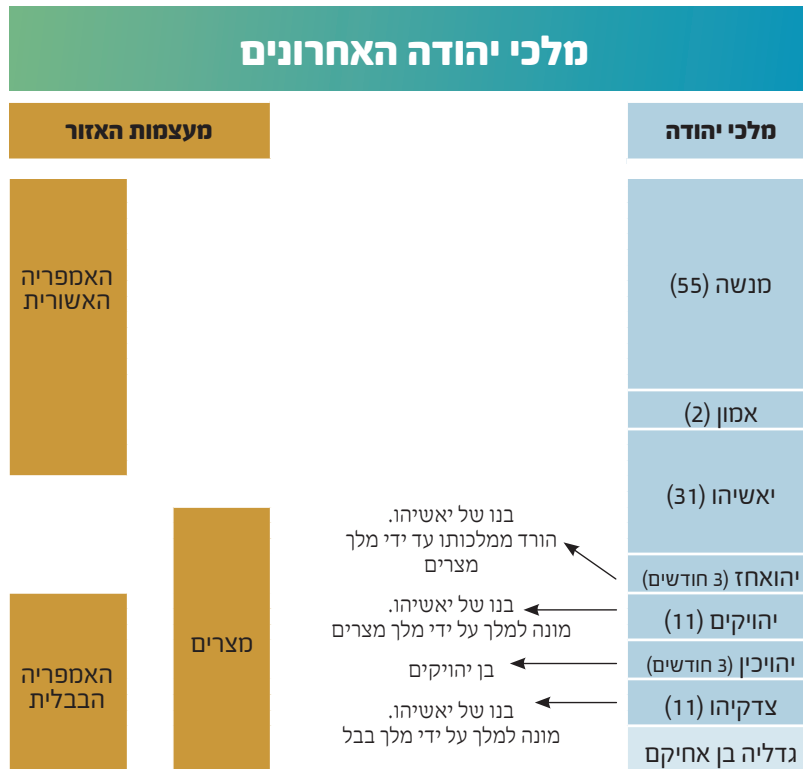 מלכי יהודה האחרונים
מלכי יהודה
מעצמות האזור
מנשה (55)
אמון (2)
יאשיהו (31)
יהואחז (3 חודשים)
יהויקים (11)
יהויכין (3 חודשים)
צדקיהו (11)
גדליה בן אחיקם
בנו של יאשיהו.
הורד ממלכותו עד ידי מלך
מצרים
בנו של יאשיהו.
מונה למלך על ידי מלך מצרים
בן יהויקים
בנו של יאשיהו.
מונה למלך על ידי מלך בבל
מצרים
האמפריה
האשורית
האמפריה
הבבלית